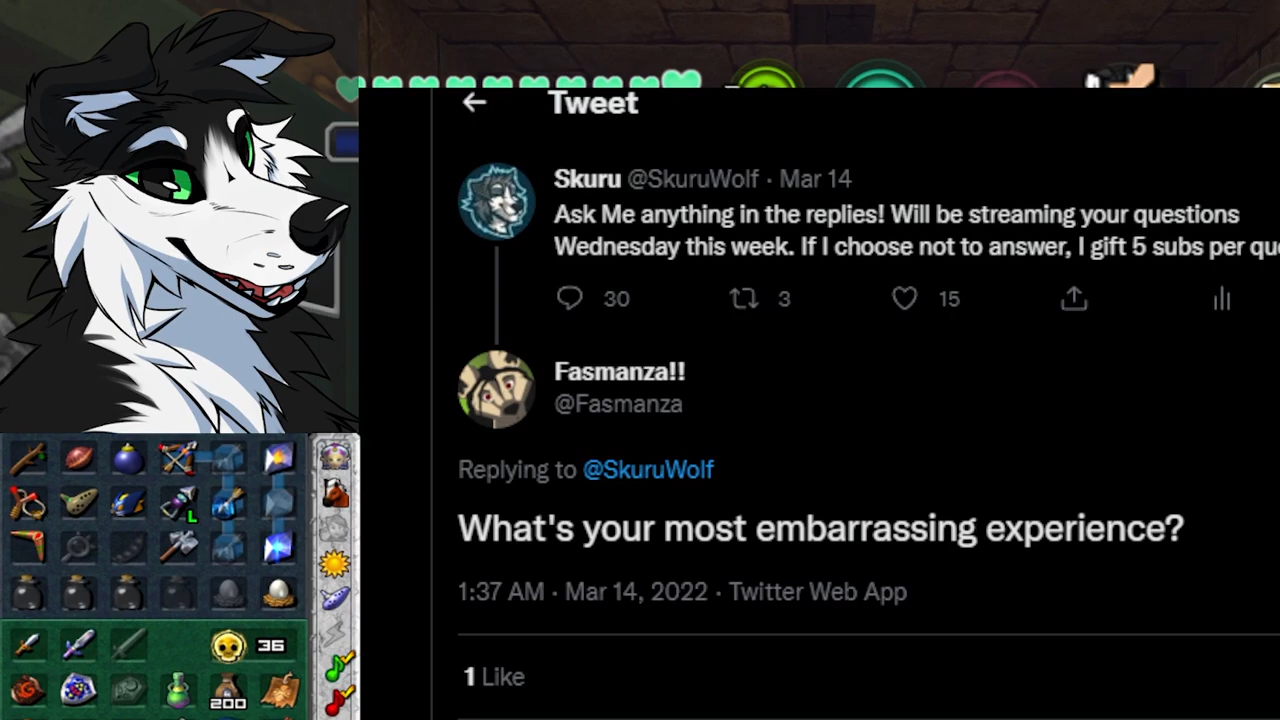 Tweet
Skuru @SkuruWolf · Mar 14
Ask Me anything in the replies! Will be streaming your questions
Wednesday this week. If I choose not to answer, I gift 5 subs per
30 3 15
Fasmanza!!
@Fasmanza
Replying to @SkuruWolf
What's your most embarrassing experience?
1:37 AM · Mar 14, 2022 · Twitter Web App
1 Like
L
36
200